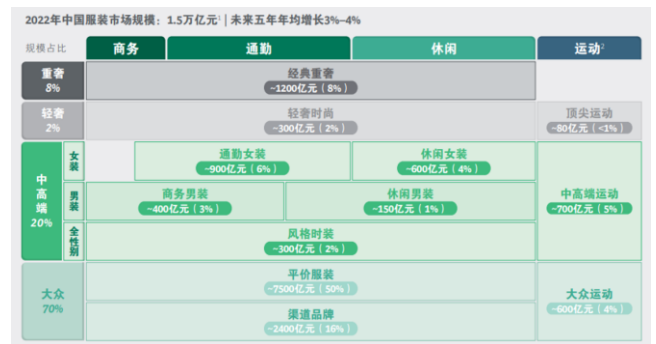 2022年中国服装市场规模：1.5万亿元¹ | 未来五年年均增长3%–4%
规模占比 商务 通勤 休闲 运动²
重奢
8%
经典重奢
~1200亿元（8%）
轻奢
2%
轻奢时尚
~300亿元（2%）
顶尖运动
~80亿元（<1%）
中高端
20%
女装
通勤女装
~900亿元（6%）
休闲女装
~600亿元（4%）
男装
商务男装
~400亿元（3%）
休闲男装
~150亿元（1%）
全性别
风格时装
~300亿元（2%）
中高端运动
~700亿元（5%）
大众
70%
平价服装
~7500亿元（50%）
渠道品牌
~2400亿元（16%）
大众运动
~600亿元（4%）